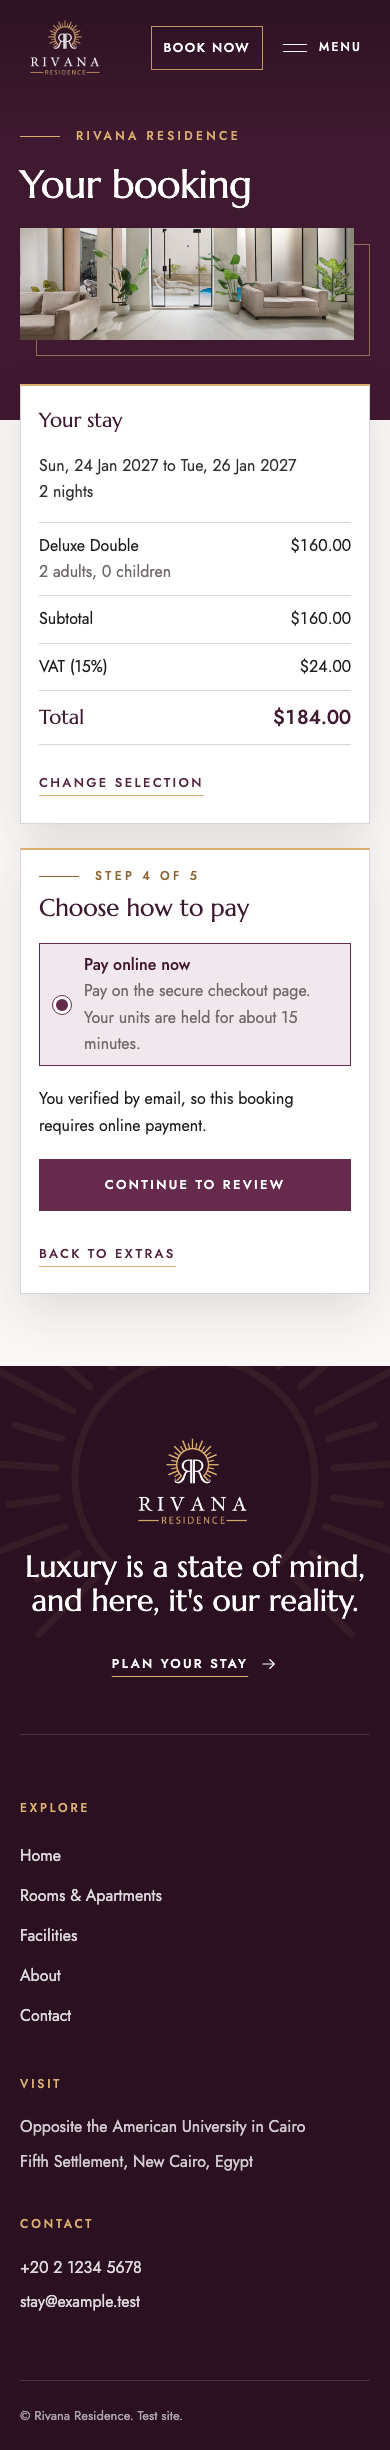 RIVANA
RESIDENCE
BOOK NOW
MENU
RIVANA RESIDENCE
Your booking
Your stay
Sun, 24 Jan 2027 to Tue, 26 Jan 2027
2 nights
Deluxe Double $160.00
2 adults, 0 children
Subtotal $160.00
VAT (15%) $24.00
Total $184.00
CHANGE SELECTION
STEP 4 OF 5
Choose how to pay
Pay online now
Pay on the secure checkout page.
Your units are held for about 15
minutes.
You verified by email, so this booking
requires online payment.
CONTINUE TO REVIEW
BACK TO EXTRAS
RIVANA
RESIDENCE
Luxury is a state of mind,
and here, it's our reality.
PLAN YOUR STAY
EXPLORE
Home
Rooms & Apartments
Facilities
About
Contact
VISIT
Opposite the American University in Cairo
Fifth Settlement, New Cairo, Egypt
CONTACT
+20 2 1234 5678
stay@example.test
© Rivana Residence. Test site.